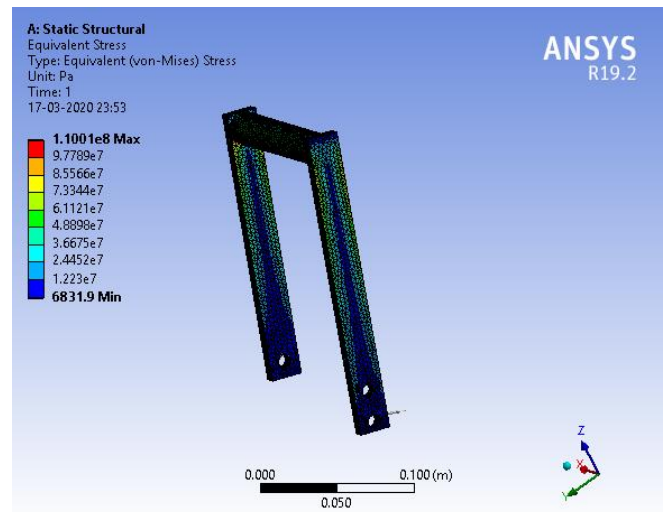 A: Static Structural
Equivalent Stress
Type: Equivalent (von-Mises) Stress
Unit: Pa
Time: 1
17-03-2020 23:53
ANSYS
R19.2
1.1001e8 Max
9.7789e7
8.5566e7
7.3344e7
6.1121e7
4.8898e7
3.6675e7
2.4452e7
1.223e7
6831.9 Min
0.000
0.100 (m)
0.050
Z
X
Y